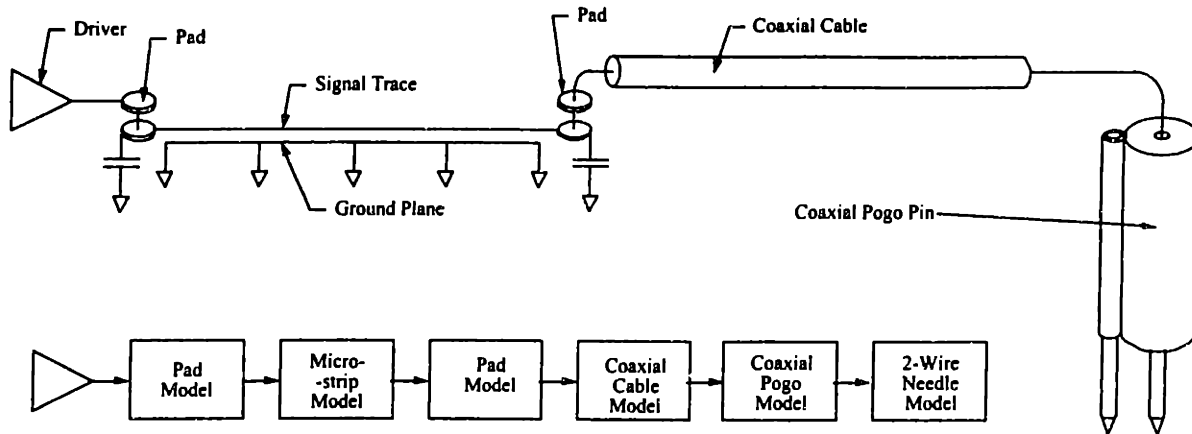 Driver
Pad
Pad
Coaxial Cable
Signal Trace
Ground Plane
Coaxial Pogo Pin
Pad
Model
Micro-
-strip
Model
Pad
Model
Coaxial
Cable
Model
Coaxial
Pogo
Model
2-Wire
Needle
Model